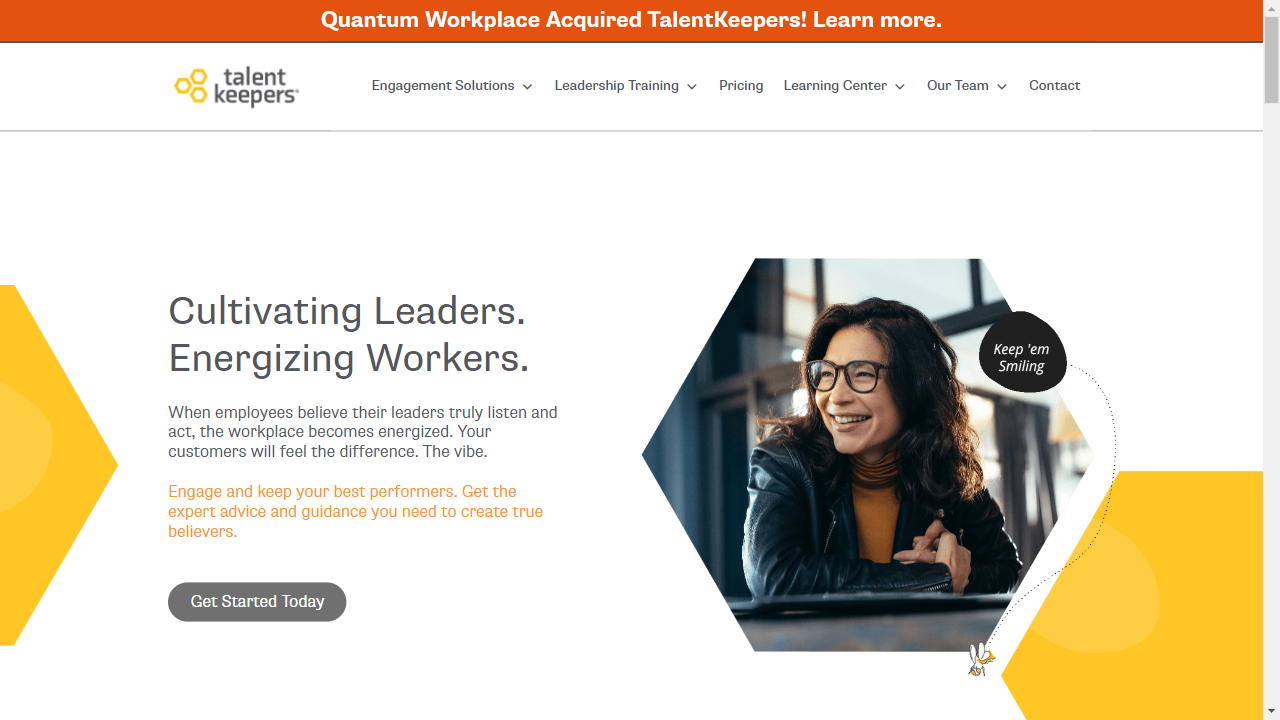 Quantum Workplace Acquired TalentKeepers! Learn more.
talent
keepers®
Engagement Solutions
Leadership Training
Pricing
Learning Center
Our Team
Contact
Cultivating Leaders.
Energizing Workers.
When employees believe their leaders truly listen and
act, the workplace becomes energized. Your
customers will feel the difference. The vibe.
Engage and keep your best performers. Get the
expert advice and guidance you need to create true
believers.
Get Started Today
Keep 'em
Smiling